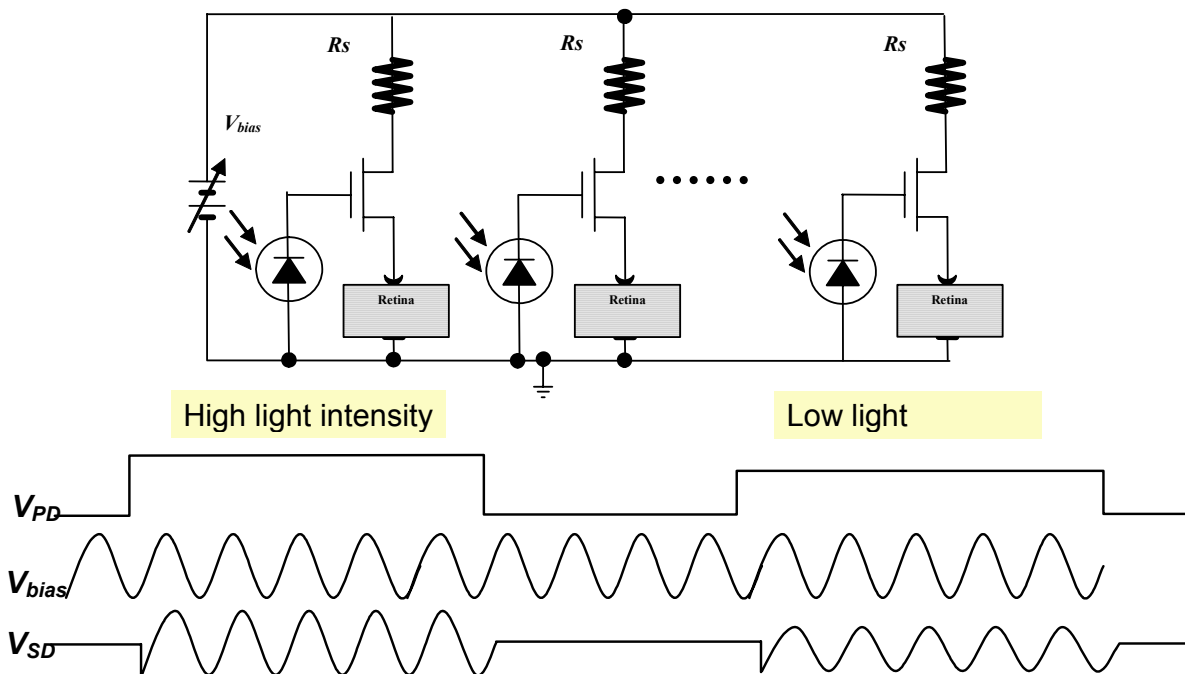 Rs Rs Rs
Vbias
Retina Retina Retina
High light intensity Low light
VPD
Vbias
VSD